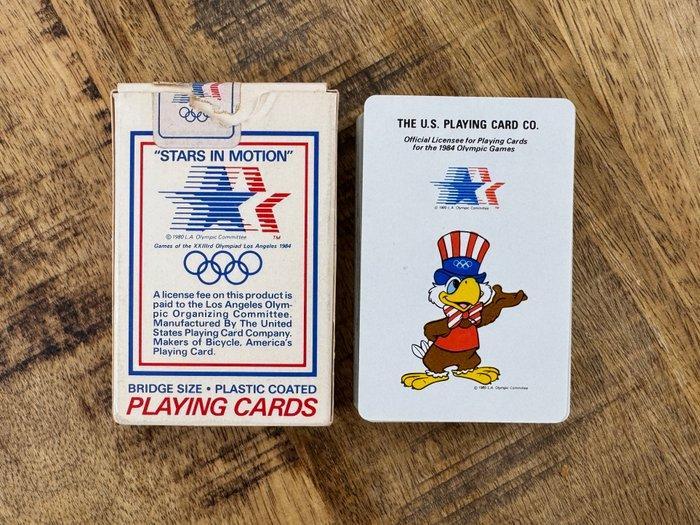 "STARS IN MOTION"
TM
© 1980 L.A. Olympic Committee
Games of the XXIIIrd Olympiad Los Angeles 1984
A license fee on this product is
paid to the Los Angeles Olym-
pic Organizing Committee.
Manufactured By The United
States Playing Card Company.
Makers of Bicycle, America's
Playing Card.
BRIDGE SIZE • PLASTIC COATED
PLAYING CARDS
THE U.S. PLAYING CARD CO.
Official Licensee for Playing Cards
for the 1984 Olympic Games
© 1980 L.A. Olympic Committee
© 1980 L.A. Olympic Committee